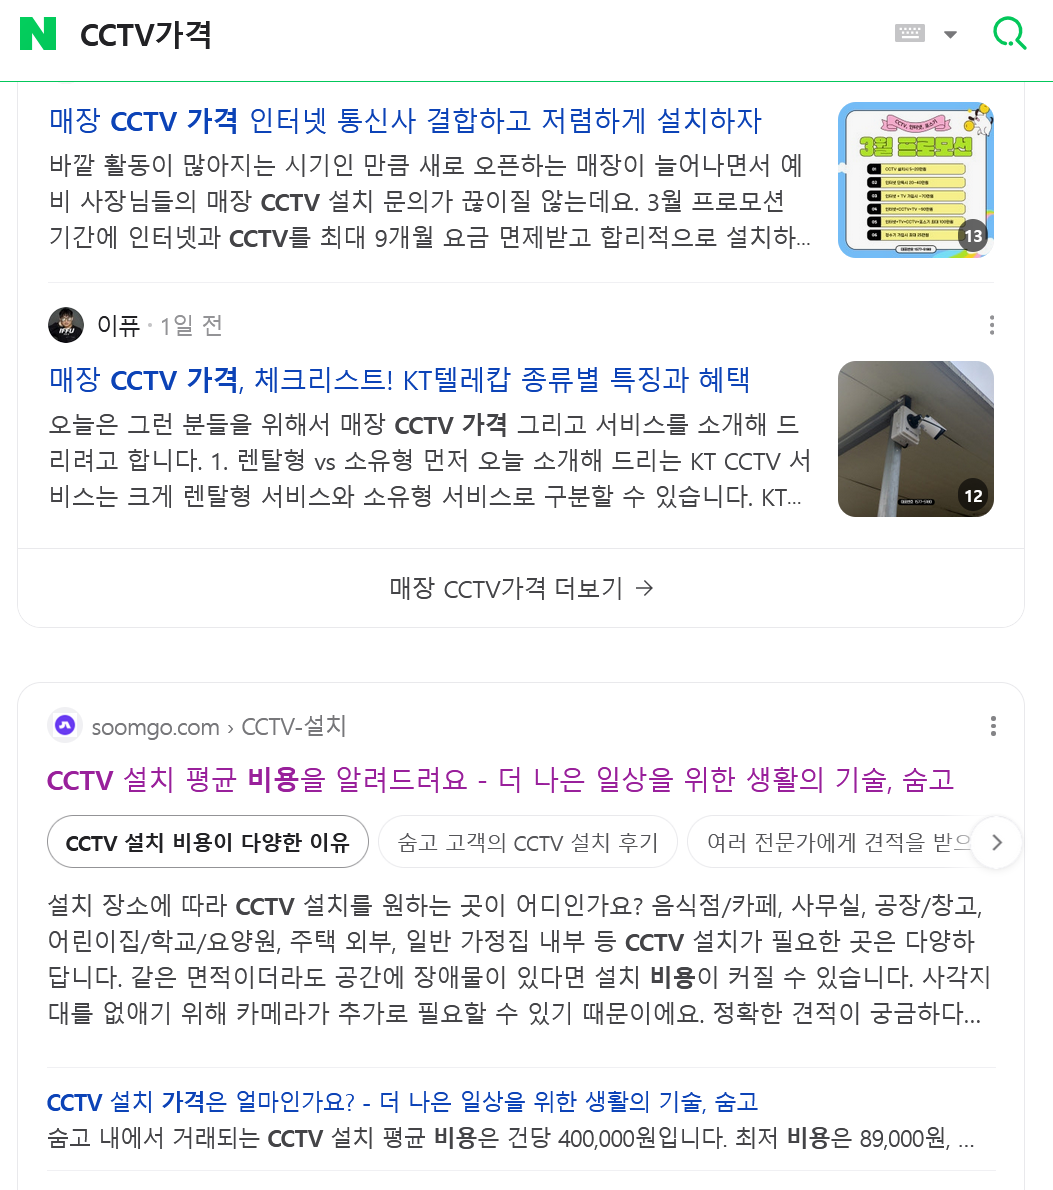 CCTV가격
매장 CCTV 가격 인터넷 통신사 결합하고 저렴하게 설치하자
바깥 활동이 많아지는 시기인 만큼 새로 오픈하는 매장이 늘어나면서 예
비 사장님들의 매장 CCTV 설치 문의가 끊이질 않는데요. 3월 프로모션
기간에 인터넷과 CCTV를 최대 9개월 요금 면제받고 합리적으로 설치하...
CCTV, 인터넷, 포스기
3월 프로모션
01
02
03
04
05
06
13
이퓨 · 1일 전
매장 CCTV 가격, 체크리스트! KT텔레캅 종류별 특징과 혜택
오늘은 그런 분들을 위해서 매장 CCTV 가격 그리고 서비스를 소개해 드
리려고 합니다. 1. 렌탈형 vs 소유형 먼저 오늘 소개해 드리는 KT CCTV 서
비스는 크게 렌탈형 서비스와 소유형 서비스로 구분할 수 있습니다. KT...
12
매장 CCTV가격 더보기 →
soomgo.com › CCTV-설치
CCTV 설치 평균 비용을 알려드려요 - 더 나은 일상을 위한 생활의 기술, 숨고
CCTV 설치 비용이 다양한 이유
숨고 고객의 CCTV 설치 후기
여러 전문가에게 견적을 받으
설치 장소에 따라 CCTV 설치를 원하는 곳이 어디인가요? 음식점/카페, 사무실, 공장/창고,
어린이집/학교/요양원, 주택 외부, 일반 가정집 내부 등 CCTV 설치가 필요한 곳은 다양하
답니다. 같은 면적이더라도 공간에 장애물이 있다면 설치 비용이 커질 수 있습니다. 사각지
대를 없애기 위해 카메라가 추가로 필요할 수 있기 때문이에요. 정확한 견적이 궁금하다...
CCTV 설치 가격은 얼마인가요? - 더 나은 일상을 위한 생활의 기술, 숨고
숨고 내에서 거래되는 CCTV 설치 평균 비용은 건당 400,000원입니다. 최저 비용은 89,000원, ...